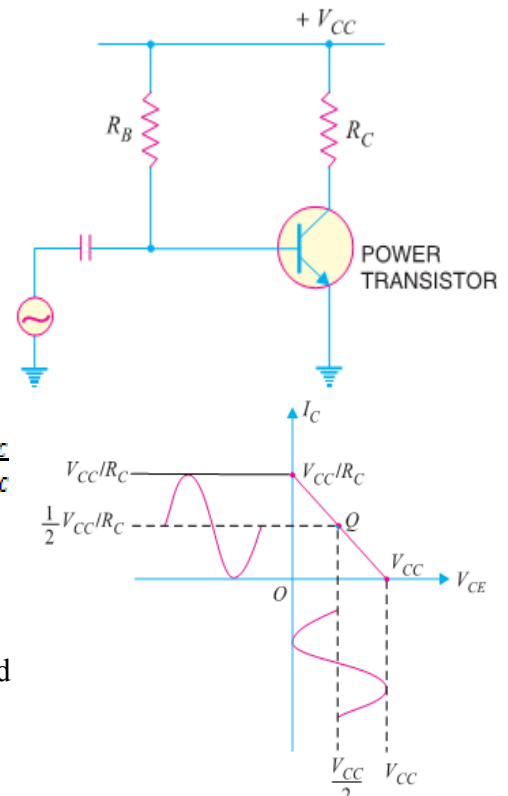 + V_CC
R_B
R_C
POWER
TRANSISTOR
I_C
V_CC/R_C
V_CC/R_C
1/2 V_CC/R_C
Q
V_CC
V_CE
O
d
V_CC/2
V_CC